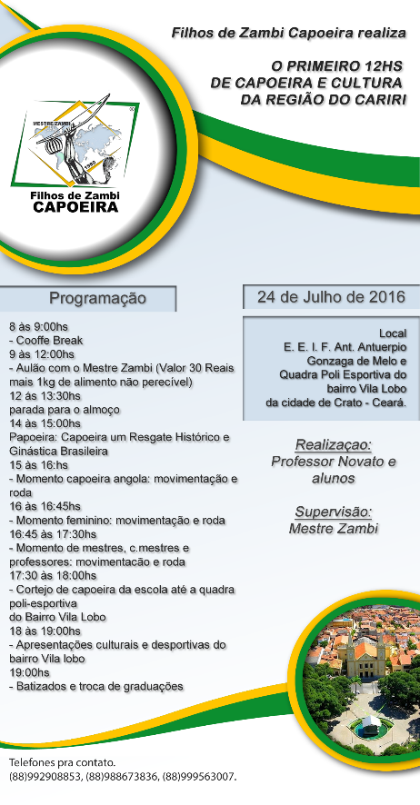 Filhos de Zambi Capoeira realiza
O PRIMEIRO 12HS
DE CAPOEIRA E CULTURA
DA REGIÃO DO CARIRI
MESTRE ZAMBI
1985
Filhos de Zambi
CAPOEIRA
Programação
8 às 9:00hs
- Cooffe Break
9 às 12:00hs
- Aulão com o Mestre Zambi (Valor 30 Reais
mais 1kg de alimento não perecível)
12 às 13:30hs
parada para o almoço
14 às 15:00hs
Papoeira: Capoeira um Resgate Histórico e
Ginástica Brasileira
15 às 16:hs
- Momento capoeira angola: movimentação e
roda
16 às 16:45hs
- Momento feminino: movimentação e roda
16:45 às 17:30hs
- Momento de mestres, c.mestres e
professores: movimentacão e roda
17:30 às 18:00hs
- Cortejo de capoeira da escola até a quadra
poli-esportiva
do Bairro Vila Lobo
18 às 19:00hs
- Apresentações culturais e desportivas do
bairro Vila lobo
19:00hs
- Batizados e troca de graduações
24 de Julho de 2016
Local
E. E. I. F. Ant. Antuerpio
Gonzaga de Melo e
Quadra Poli Esportiva do
bairro Vila Lobo
da cidade de Crato - Ceará.
Realizaçao:
Professor Novato e
alunos
Supervisão:
Mestre Zambi
Telefones pra contato.
(88)992908853, (88)988673836, (88)999563007.